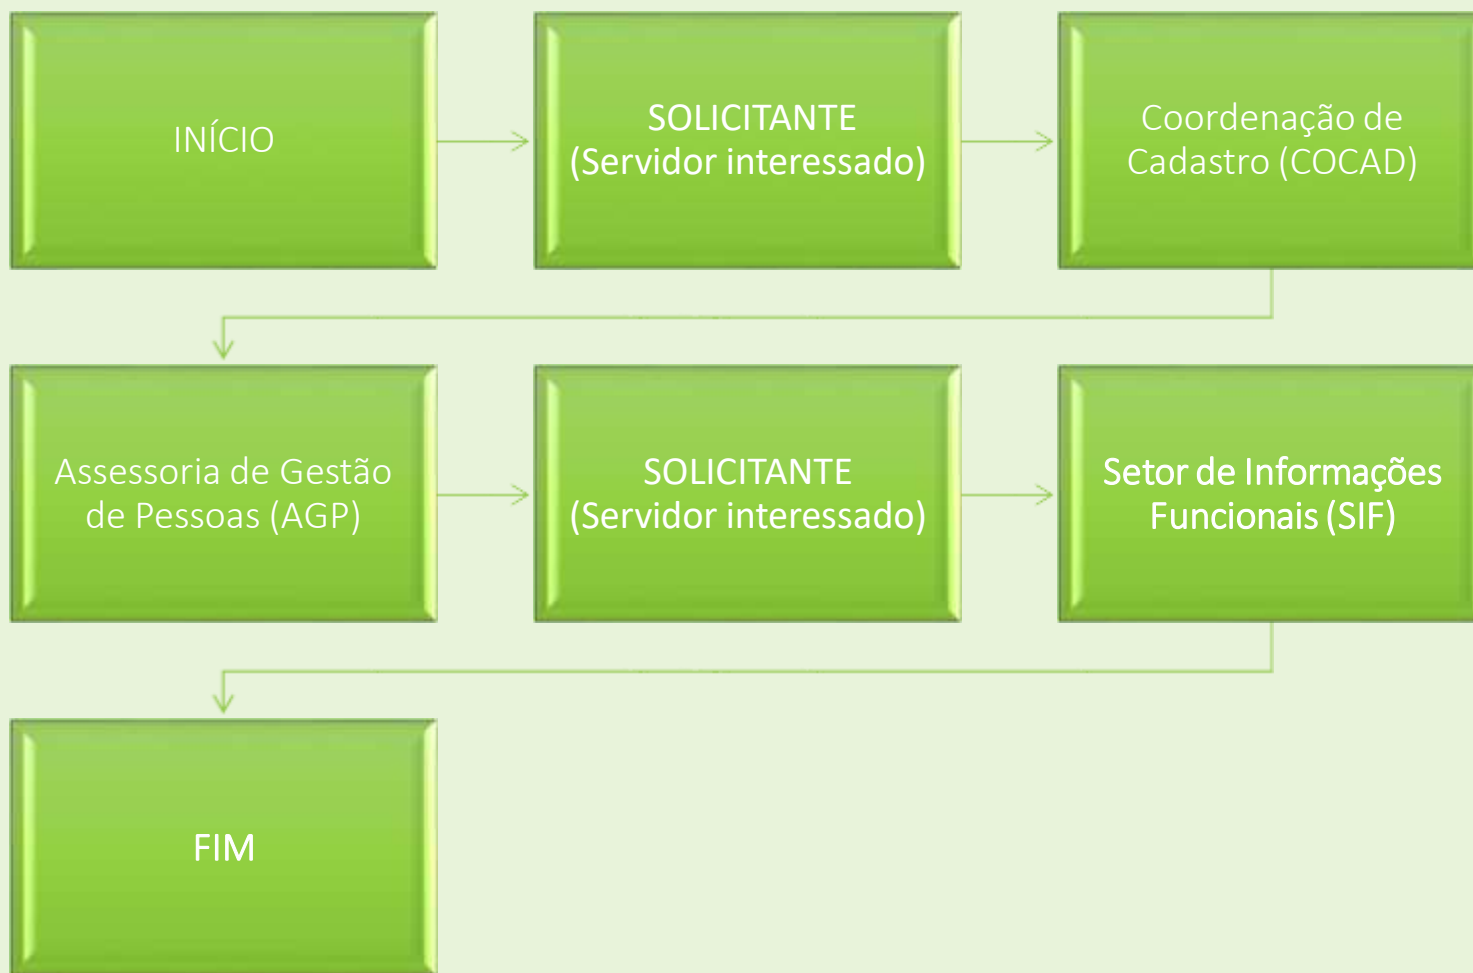 INÍCIO
SOLICITANTE
(Servidor interessado)
Coordenação de
Cadastro (COCAD)
Assessoria de Gestão
de Pessoas (AGP)
SOLICITANTE
(Servidor interessado)
Setor de Informações
Funcionais (SIF)
FIM